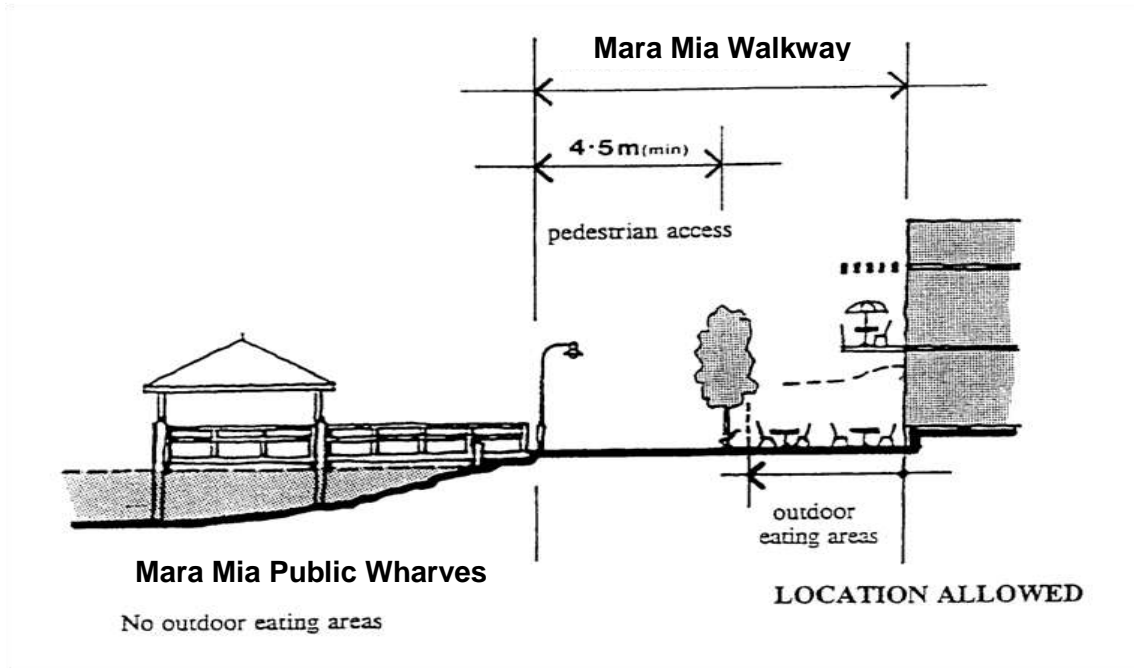 Mara Mia Walkway
4·5m(min)
pedestrian access
outdoor
eating areas
Mara Mia Public Wharves
LOCATION ALLOWED
No outdoor eating areas